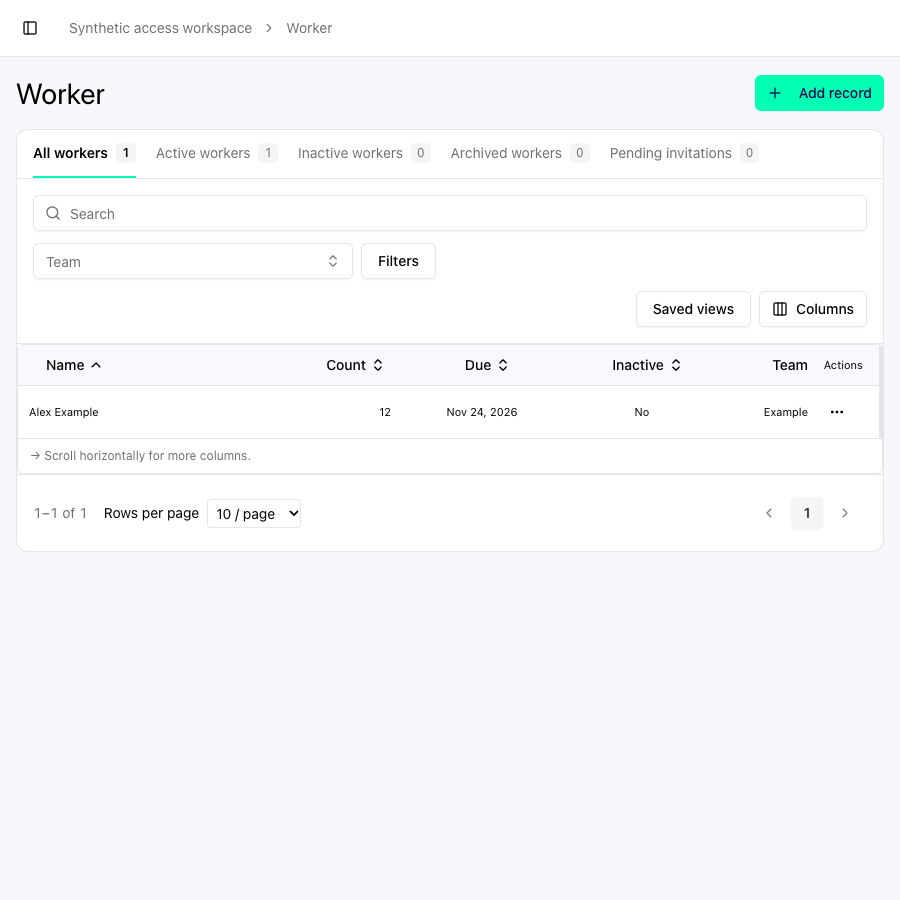 Synthetic access workspace > Worker
Worker
+ Add record
All workers 1 Active workers 1 Inactive workers 0 Archived workers 0 Pending invitations 0
Search
Team Filters
Saved views Columns
Name Count Due Inactive Team Actions
Alex Example 12 Nov 24, 2026 No Example ...
→ Scroll horizontally for more columns.
1–1 of 1 Rows per page 10 / page 1